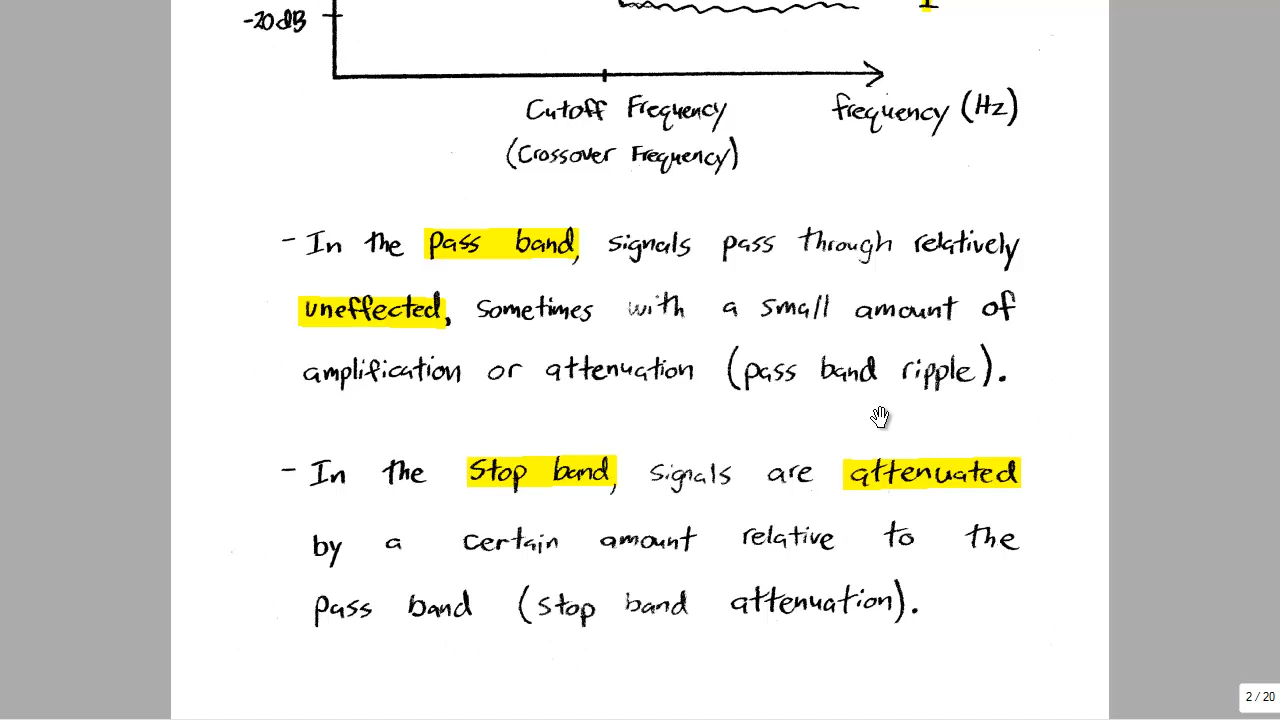 -20dB
Cutoff Frequency
frequency (Hz)
(Crossover Frequency)
- In the pass band, signals pass through relatively
uneffected, sometimes with a small amount of
amplification or attenuation (pass band ripple).
- In the stop band, signals are attenuated
by a certain amount relative to the
pass band (stop band attenuation).
2 / 20